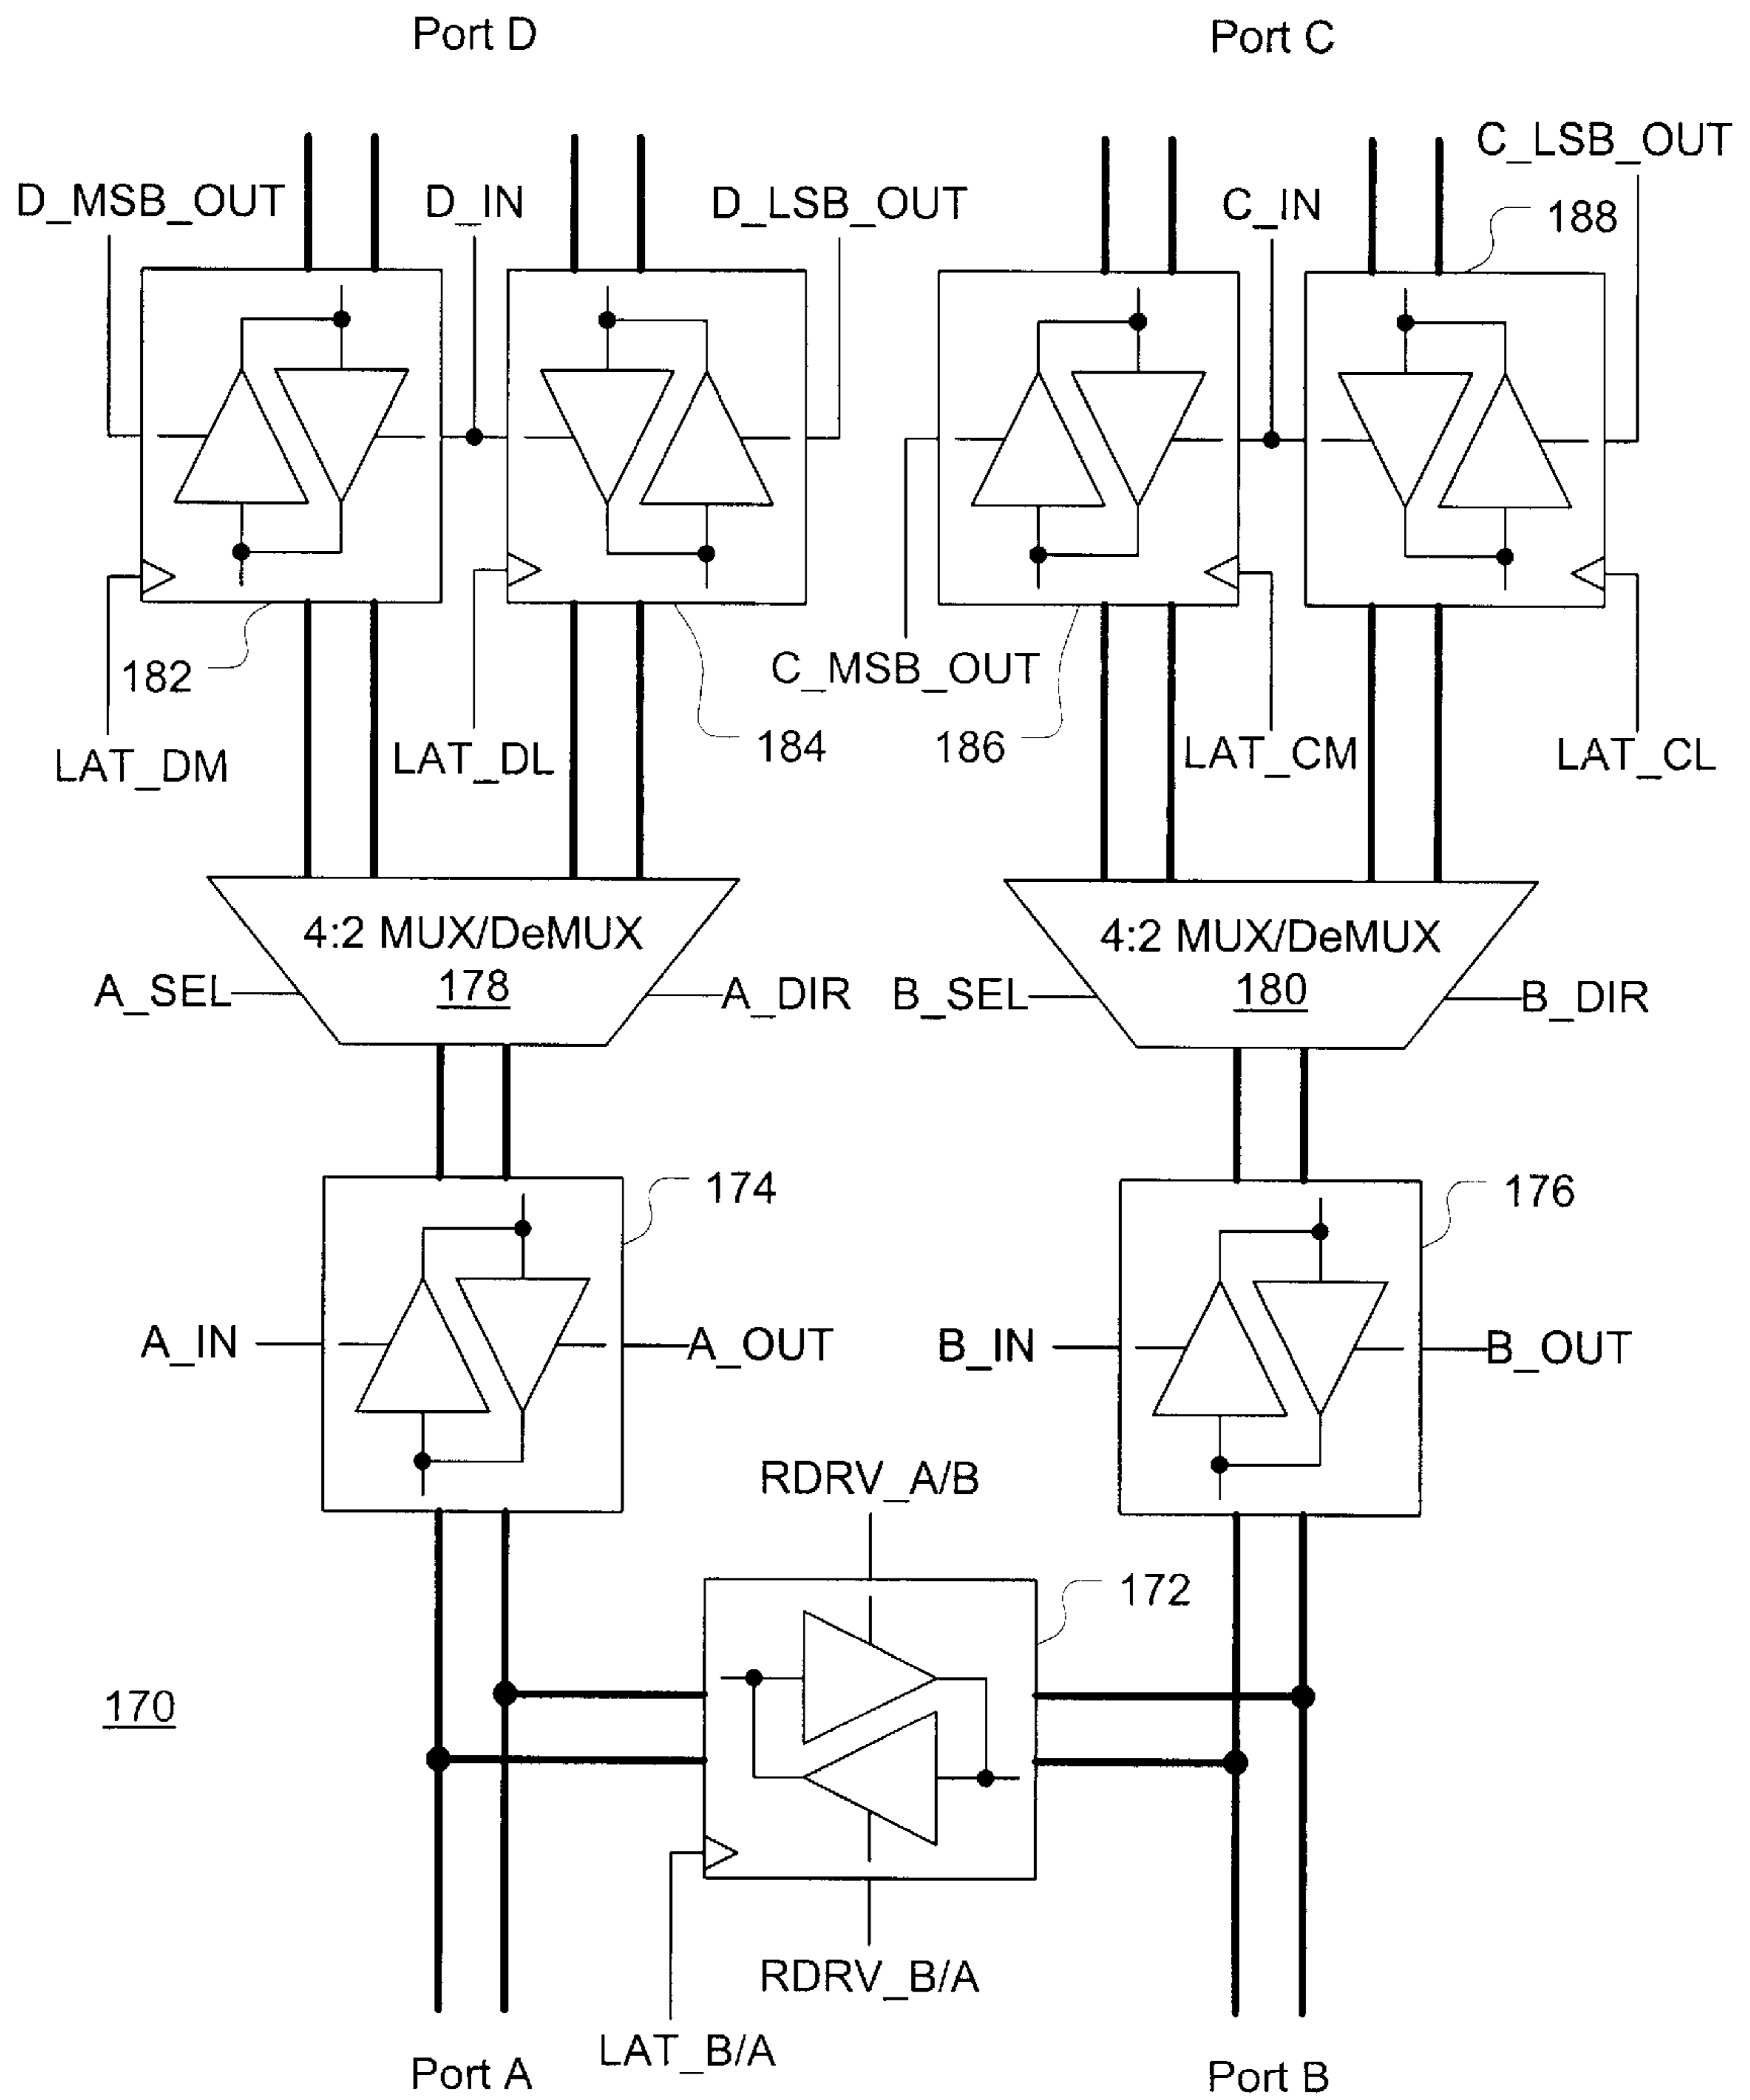 Port D
Port C
C_LSB_OUT
D_MSB_OUT
D_IN
D_LSB_OUT
C_IN
188
182
C_MSB_OUT
LAT_DM
LAT_DL
184
186
LAT_CM
LAT_CL
4:2 MUX/DeMUX
178
4:2 MUX/DeMUX
180
A_SEL
A_DIR
B_SEL
B_DIR
174
176
A_IN
A_OUT
B_IN
B_OUT
RDRV_A/B
172
170
RDRV_B/A
LAT_B/A
Port A
Port B